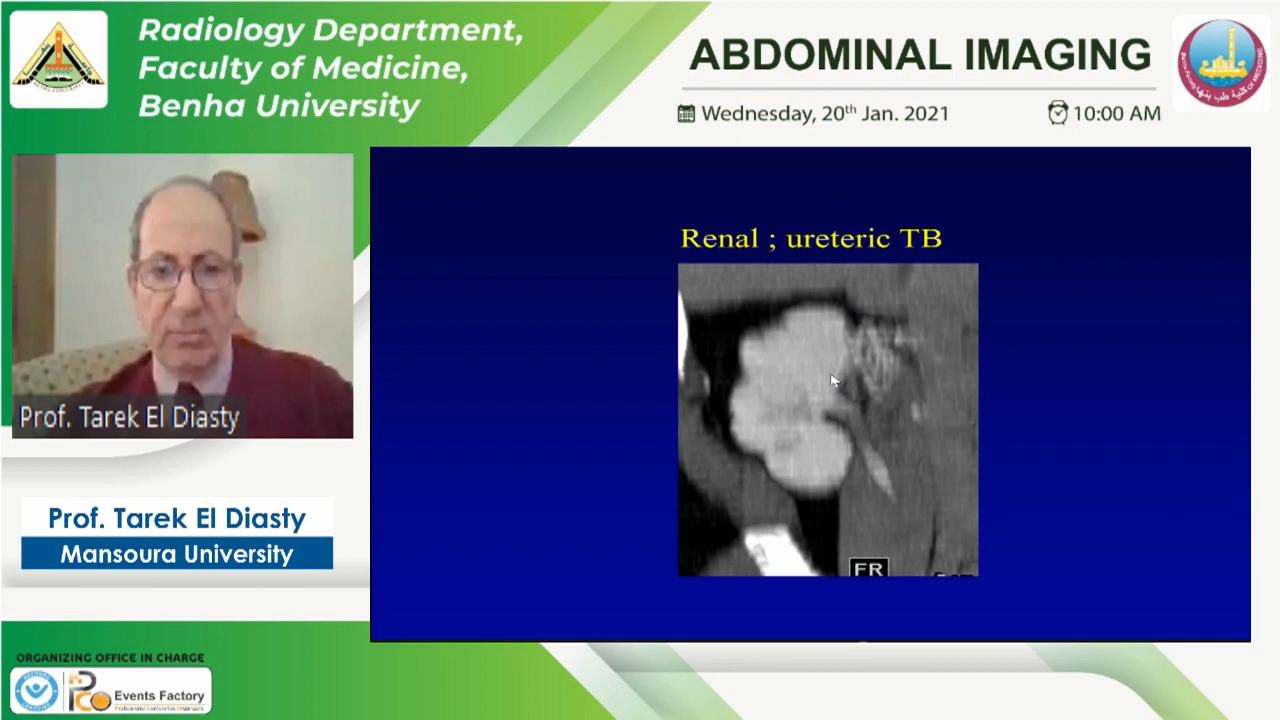 Radiology Department,
Faculty of Medicine,
Benha University
ABDOMINAL IMAGING
Wednesday, 20th Jan. 2021
10:00 AM
Prof. Tarek El Diasty
Prof. Tarek El Diasty
Mansoura University
Renal ; ureteric TB
FR
ORGANIZING OFFICE IN CHARGE
Events Factory